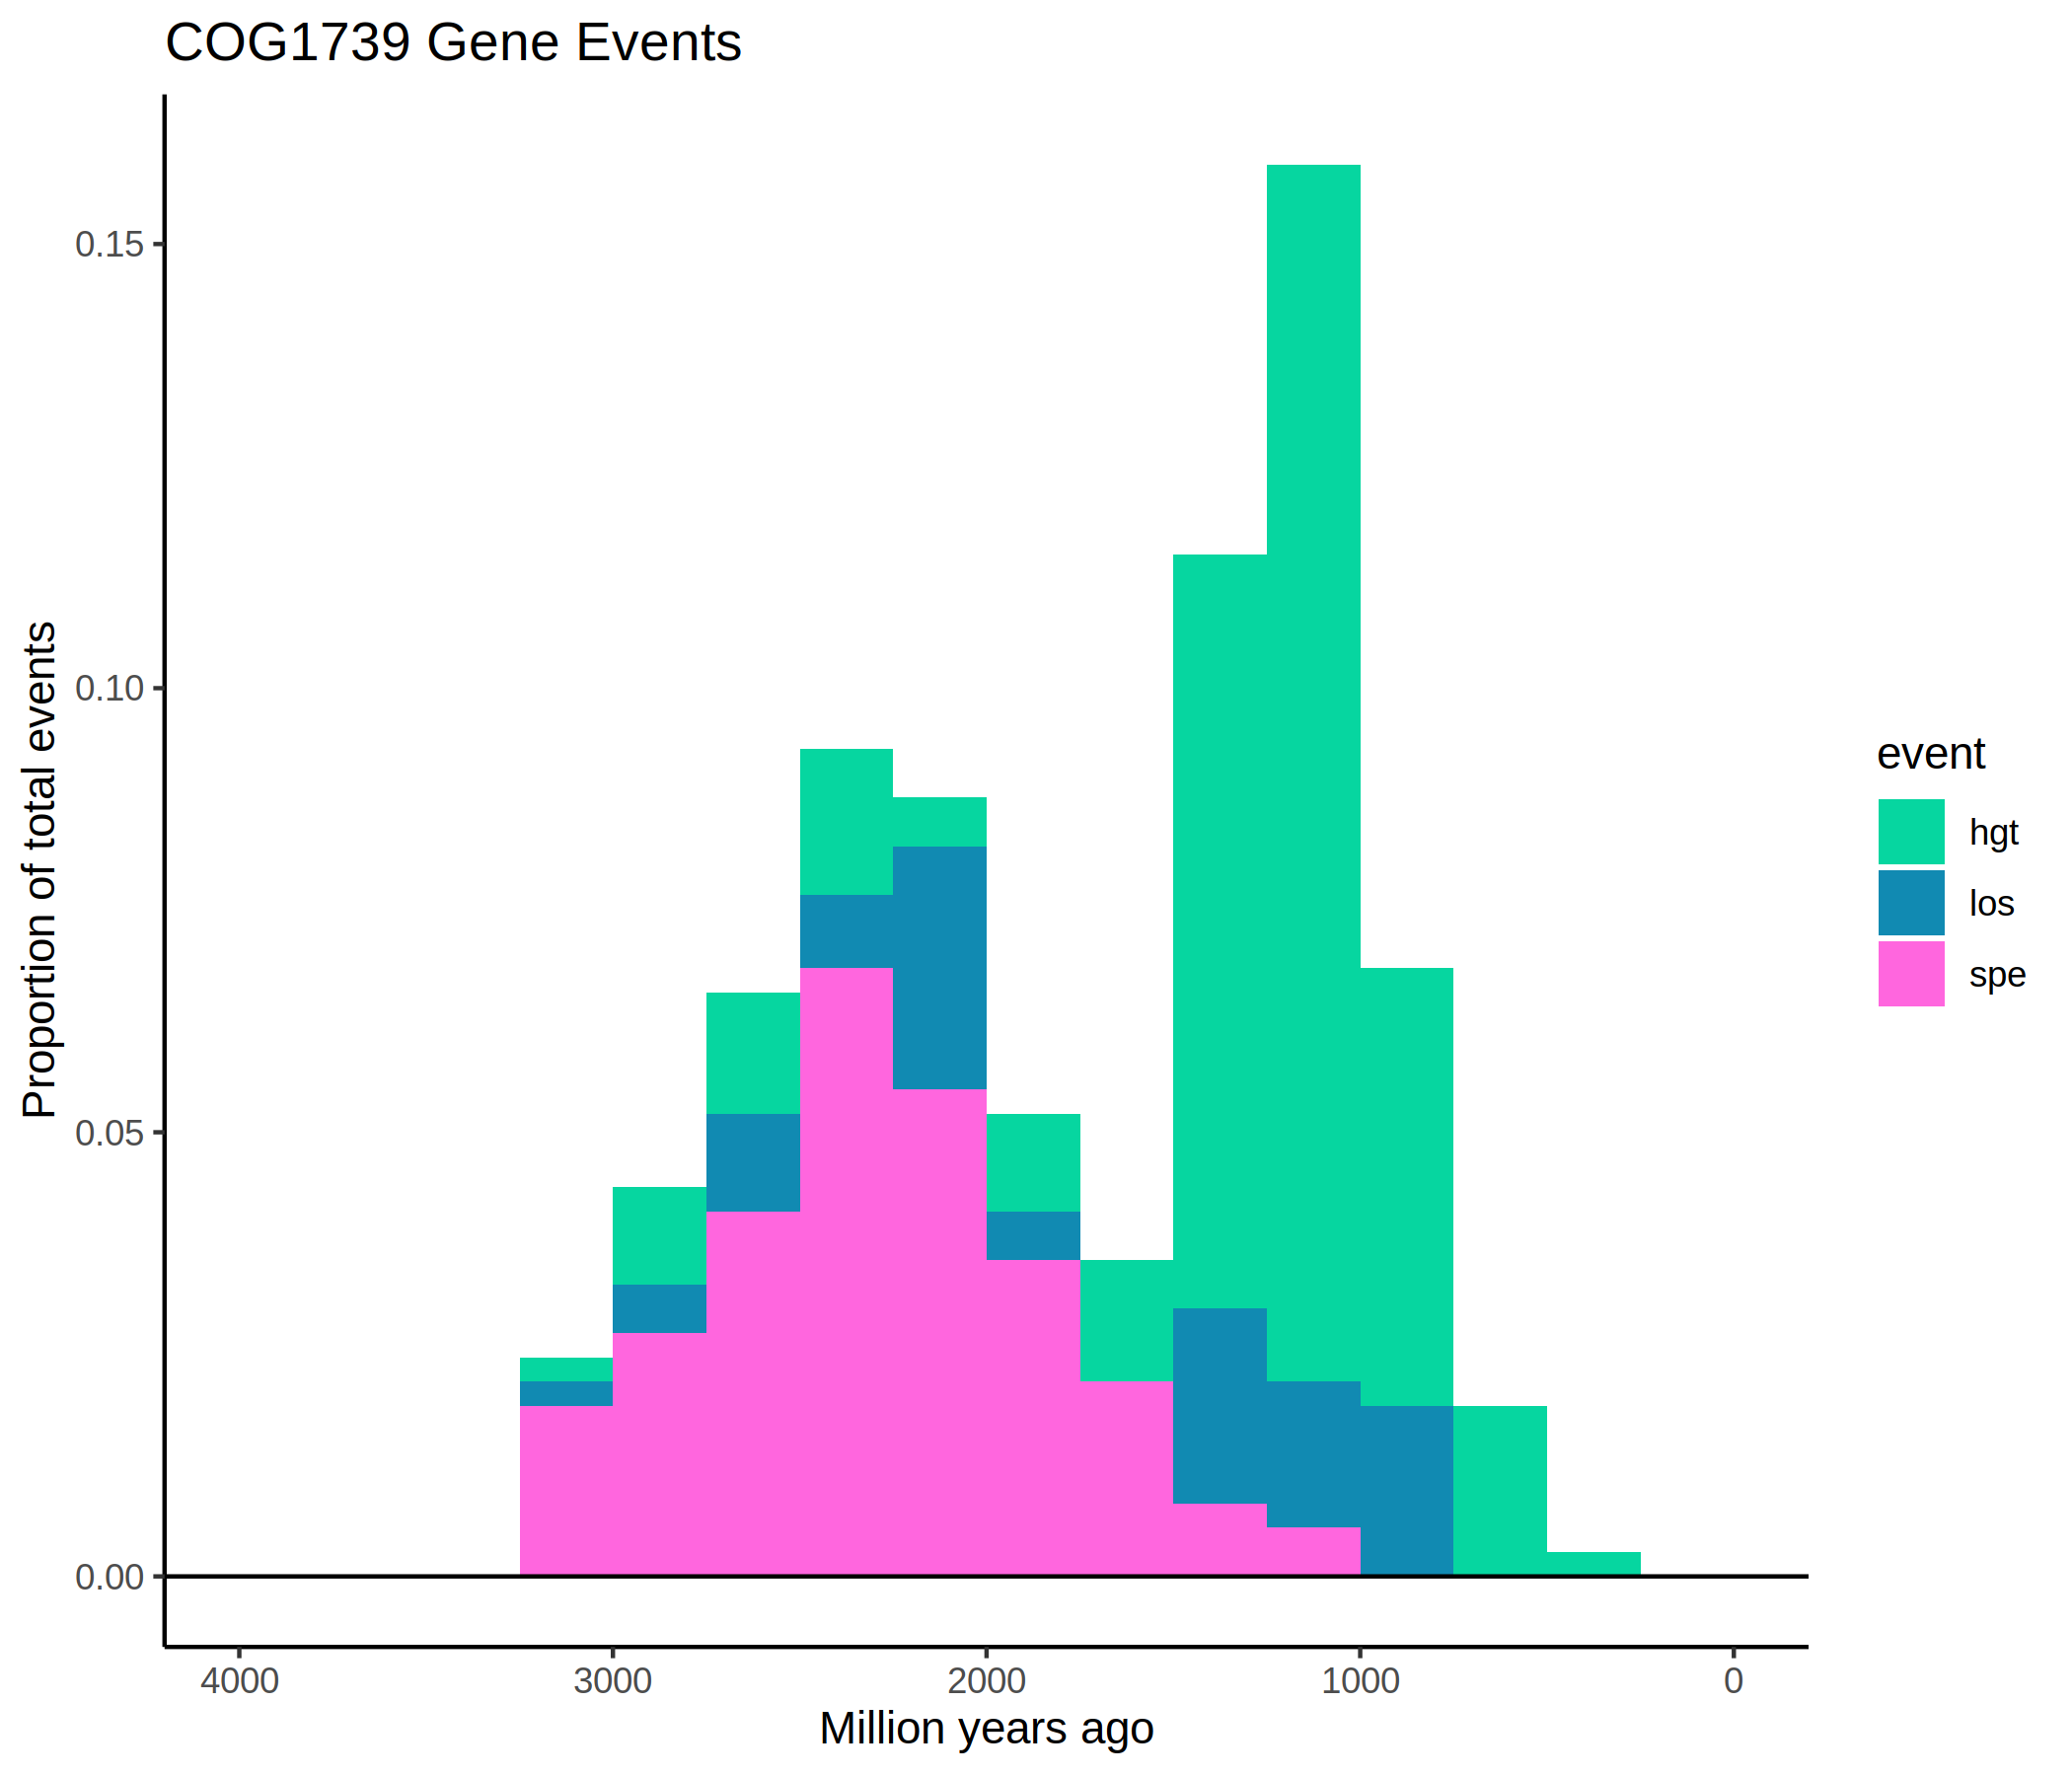 COG1739 Gene Events
Proportion of total events
0.15
0.10
0.05
0.00
4000 3000 2000 1000 0
Million years ago
event
hgt
los
spe